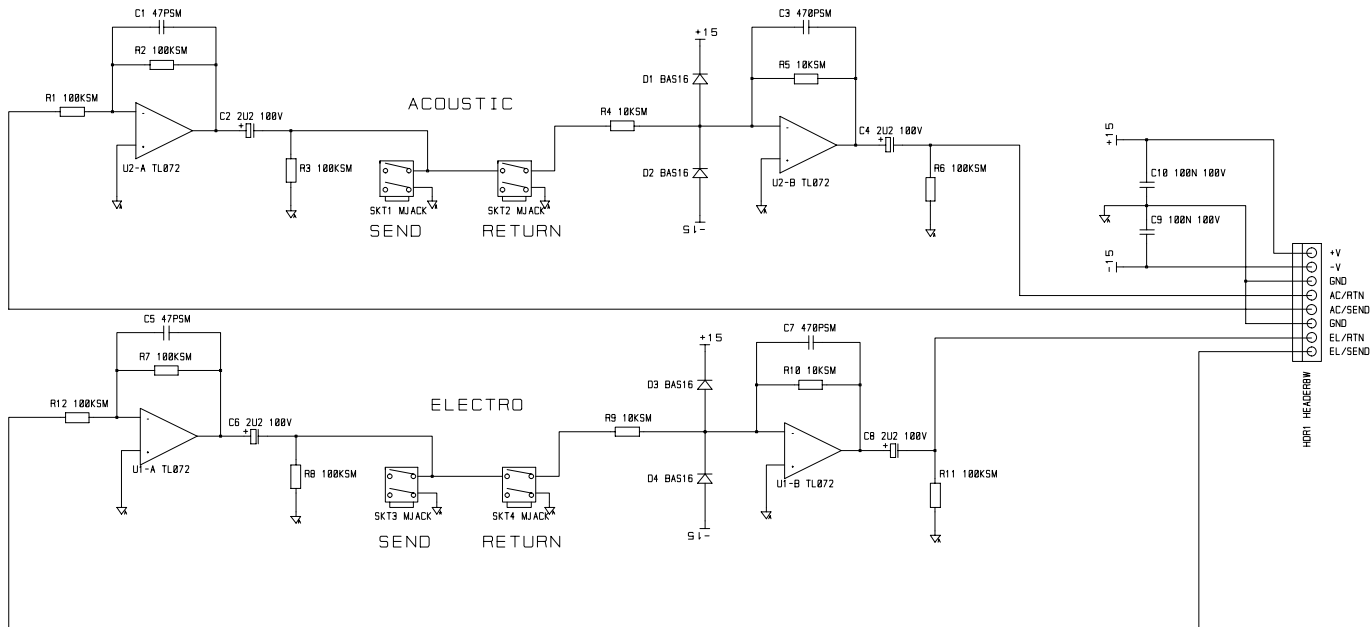 C1 47PSM
R2 100KSM
R1 100KSM
U2-A TL072
C2 2U2 100V
R3 100KSM
ACOUSTIC
SKT1 MJACK
SEND
SKT2 MJACK
RETURN
R4 10KSM
+15
D1 BAS16
D2 BAS16
-15
C3 470PSM
R5 10KSM
U2-B TL072
C4 2U2 100V
R6 100KSM
+15
C10 100N 100V
C9 100N 100V
-15
+V
-V
GND
AC/RTN
AC/SEND
GND
EL/RTN
EL/SEND
HDR1 HEADER8W
C5 47PSM
R7 100KSM
R12 100KSM
U1-A TL072
C6 2U2 100V
R8 100KSM
ELECTRO
SKT3 MJACK
SEND
SKT4 MJACK
RETURN
R9 10KSM
+15
D3 BAS16
D4 BAS16
-15
C7 470PSM
R10 10KSM
U1-B TL072
C8 2U2 100V
R11 100KSM